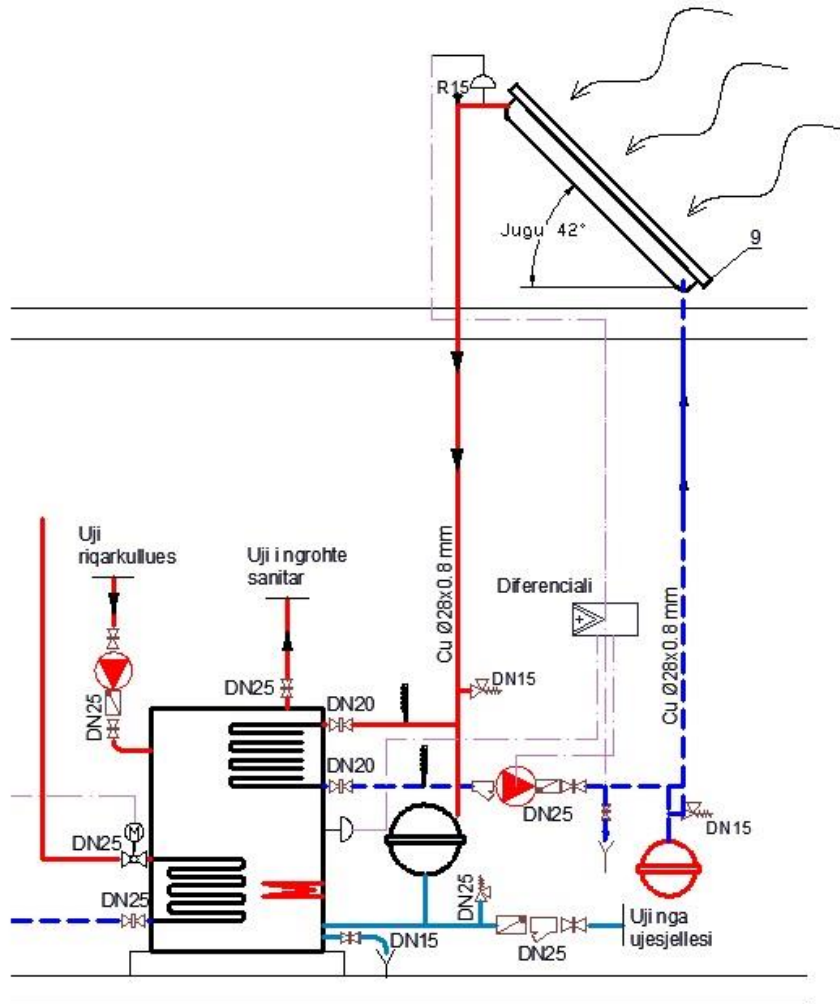 R15
Jugu 42°
9
Uji
riqarkullues
Uji i ngrohte
sanitar
Cu Ø28x0.8 mm
Diferenciali
Cu Ø28x0.8 mm
DN15
DN25
DN25
DN20
DN20
DN25
DN15
M
DN25
DN25
DN25
DN15
DN25
Uji nga
ujesjellesi